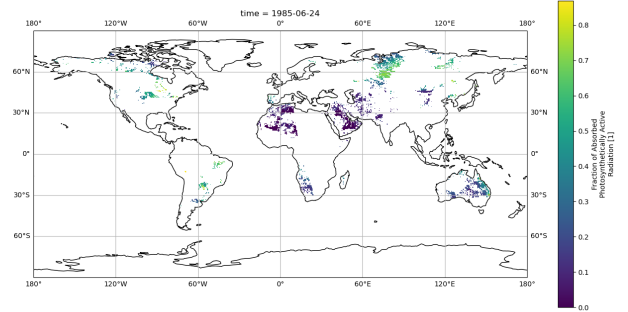 time = 1985-06-24
180° 120°W 60°W 0° 60°E 120°E 180°
60°N 60°N
30°N 30°N
0° 0°
30°S 30°S
60°S 60°S
180° 120°W 60°W 0° 60°E 120°E 180°
0.8
0.7
0.6
0.5
0.4
0.3
0.2
0.1
0.0
Fraction of Absorbed
Photosynthetically Active
Radiation [1]